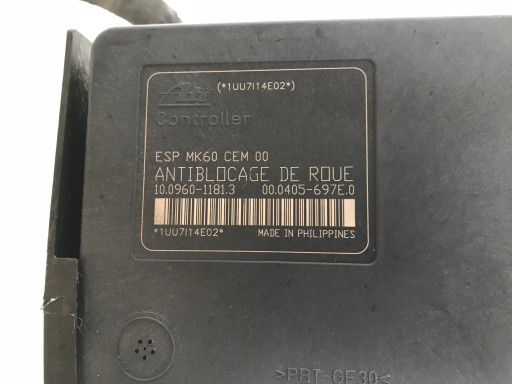 Ate (*1UU7I14E02*)
Controller
ESP MK60 CEM 00
ANTIBLOCAGE DE ROUE
10.0960-1181.3 00.0405-697E.0
*1UU7I14E02* MADE IN PHILIPPINES
>PBT-GF30<